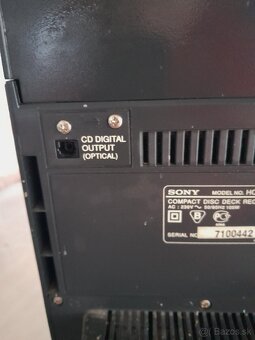 CD DIGITAL
OUTPUT
(OPTICAL)
SONY
MODEL NO. HC
COMPACT DISC DECK REC
AC : 230V ~ 50/60HZ 105W
SERIAL NO. 7100442
Bazos.sk